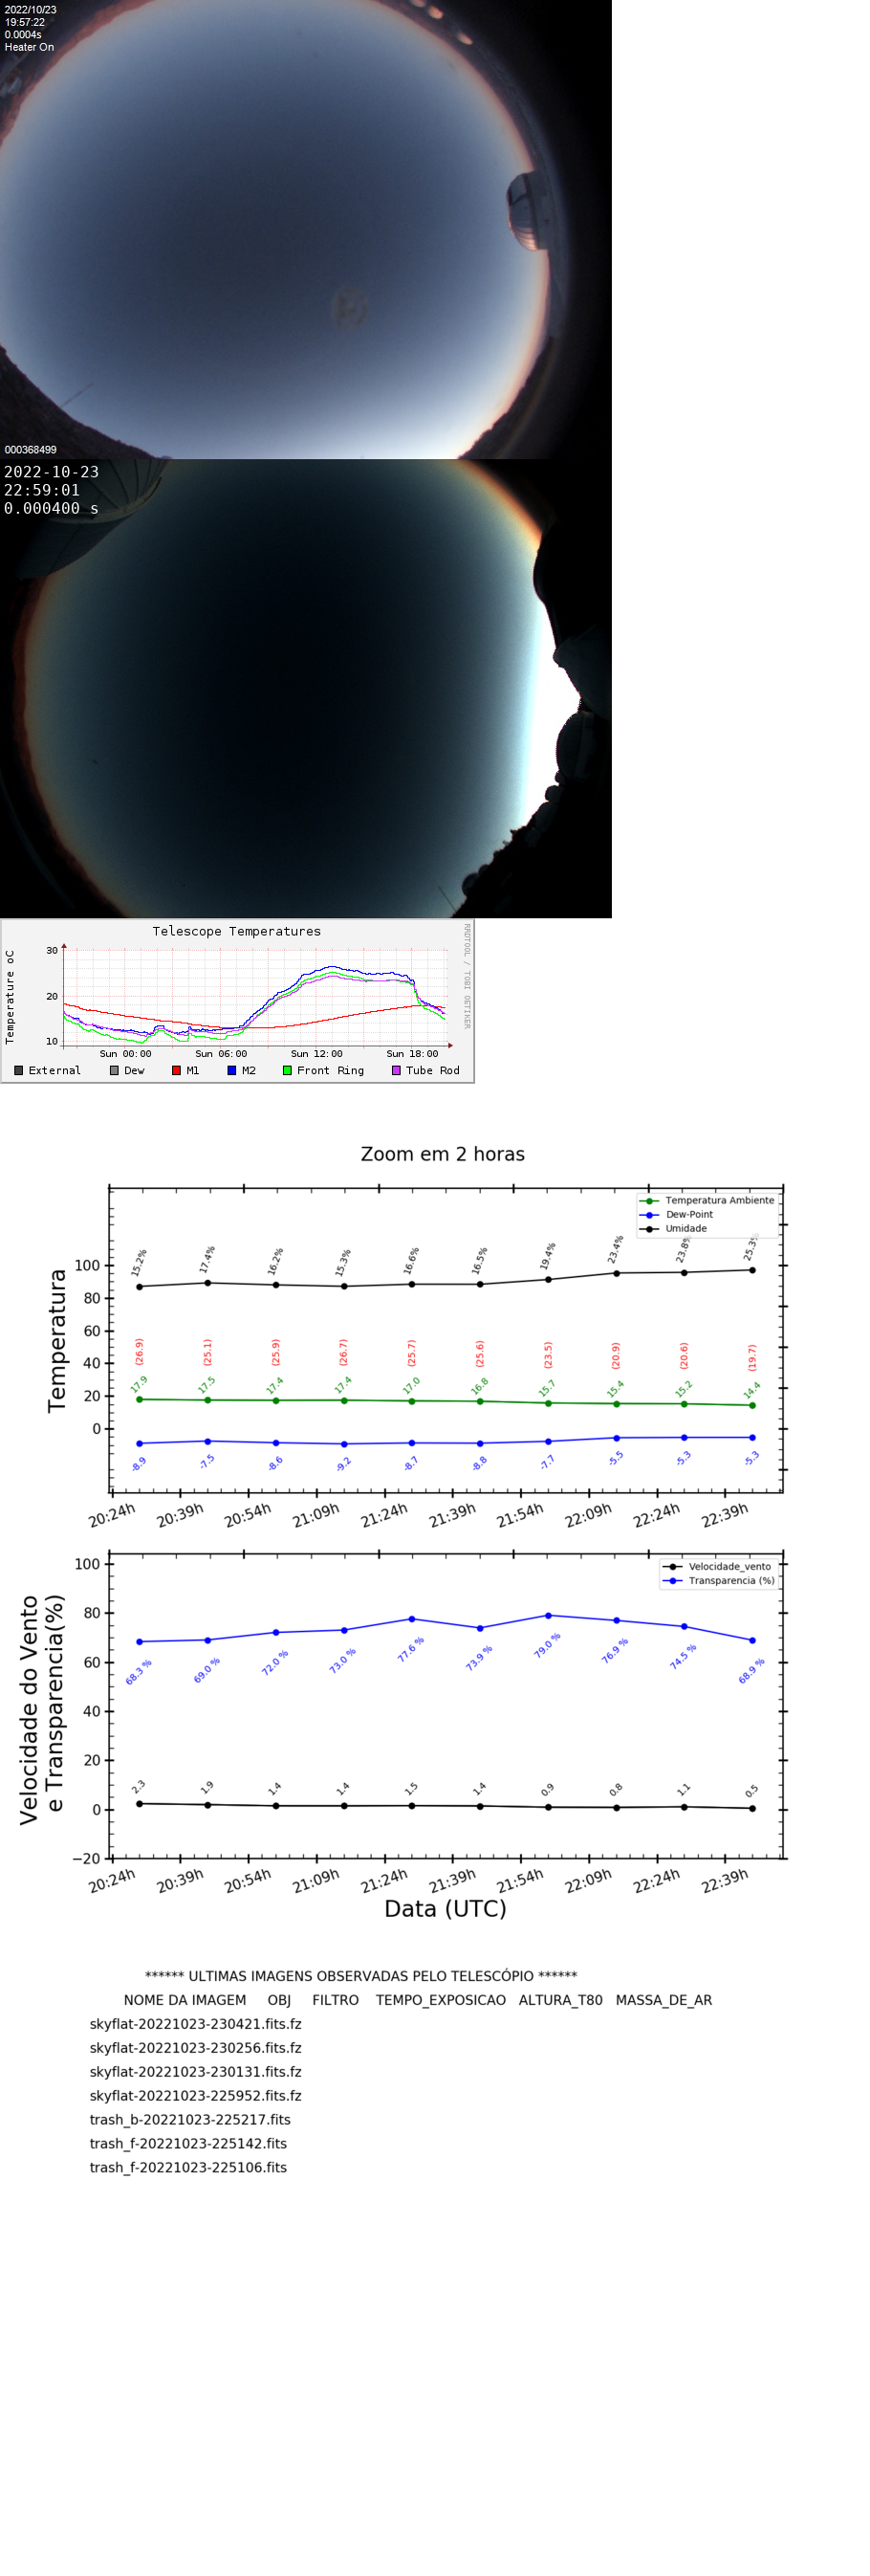 2022/10/23
19:57:22
0.0004s
Heater On
000368499
2022-10-23
22:59:01
0.000400 s
Telescope Temperatures
RRDTOOL / TOBI OETIKER
Temperature oC
30
20
10
Sun 00:00 Sun 06:00 Sun 12:00 Sun 18:00
External Dew M1 M2 Front Ring Tube Rod
Zoom em 2 horas
Temperatura Ambiente
Dew-Point
Umidade
Temperatura
100
80
60
40
20
0
15.2% 17.4% 16.2% 15.3% 16.6% 16.5% 19.4% 23.4% 23.8% 25.3%
(26.9) (25.1) (25.9) (26.7) (25.7) (25.6) (23.5) (20.9) (20.6) (19.7)
17.9 17.5 17.4 17.4 17.0 16.8 15.7 15.4 15.2 14.4
-8.9 -7.5 -8.6 -9.2 -8.7 -8.8 -7.7 -5.5 -5.3 -5.3
20:24h 20:39h 20:54h 21:09h 21:24h 21:39h 21:54h 22:09h 22:24h 22:39h
Velocidade_vento
Transparencia (%)
Velocidade do Vento
e Transparencia(%)
100
80
60
40
20
0
−20
68.3 % 69.0 % 72.0 % 73.0 % 77.6 % 73.9 % 79.0 % 76.9 % 74.5 % 68.9 %
2.3 1.9 1.4 1.4 1.5 1.4 0.9 0.8 1.1 0.5
20:24h 20:39h 20:54h 21:09h 21:24h 21:39h 21:54h 22:09h 22:24h 22:39h
Data (UTC)
****** ULTIMAS IMAGENS OBSERVADAS PELO TELESCÓPIO ******
NOME DA IMAGEM OBJ FILTRO TEMPO_EXPOSICAO ALTURA_T80 MASSA_DE_AR
skyflat-20221023-230421.fits.fz
skyflat-20221023-230256.fits.fz
skyflat-20221023-230131.fits.fz
skyflat-20221023-225952.fits.fz
trash_b-20221023-225217.fits
trash_f-20221023-225142.fits
trash_f-20221023-225106.fits